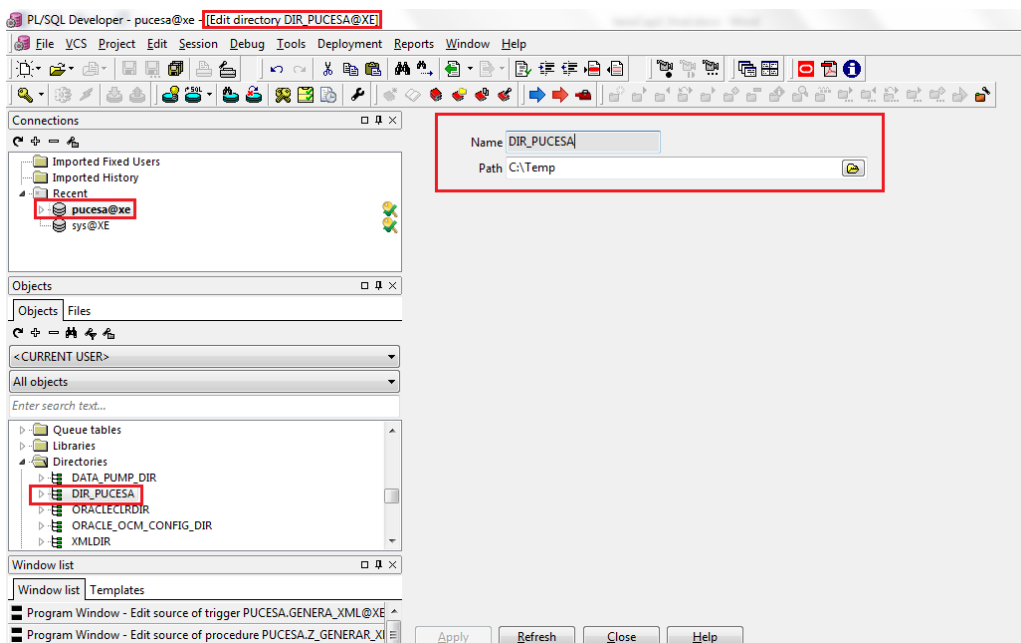 PL/SQL Developer - pucesa@xe - [Edit directory DIR_PUCESA@XE]
File VCS Project Edit Session Debug Tools Deployment Reports Window Help
Connections
Imported Fixed Users
Imported History
Recent
pucesa@xe
sys@XE
Name DIR_PUCESA
Path C:\Temp
Objects
Objects Files
<CURRENT USER>
All objects
Enter search text...
Queue tables
Libraries
Directories
DATA_PUMP_DIR
DIR_PUCESA
ORACLECLRDIR
ORACLE_OCM_CONFIG_DIR
XMLDIR
Window list
Window list Templates
Program Window - Edit source of trigger PUCESA.GENERA_XML@XE
Program Window - Edit source of procedure PUCESA.Z_GENERAR_X
Apply Refresh Close Help